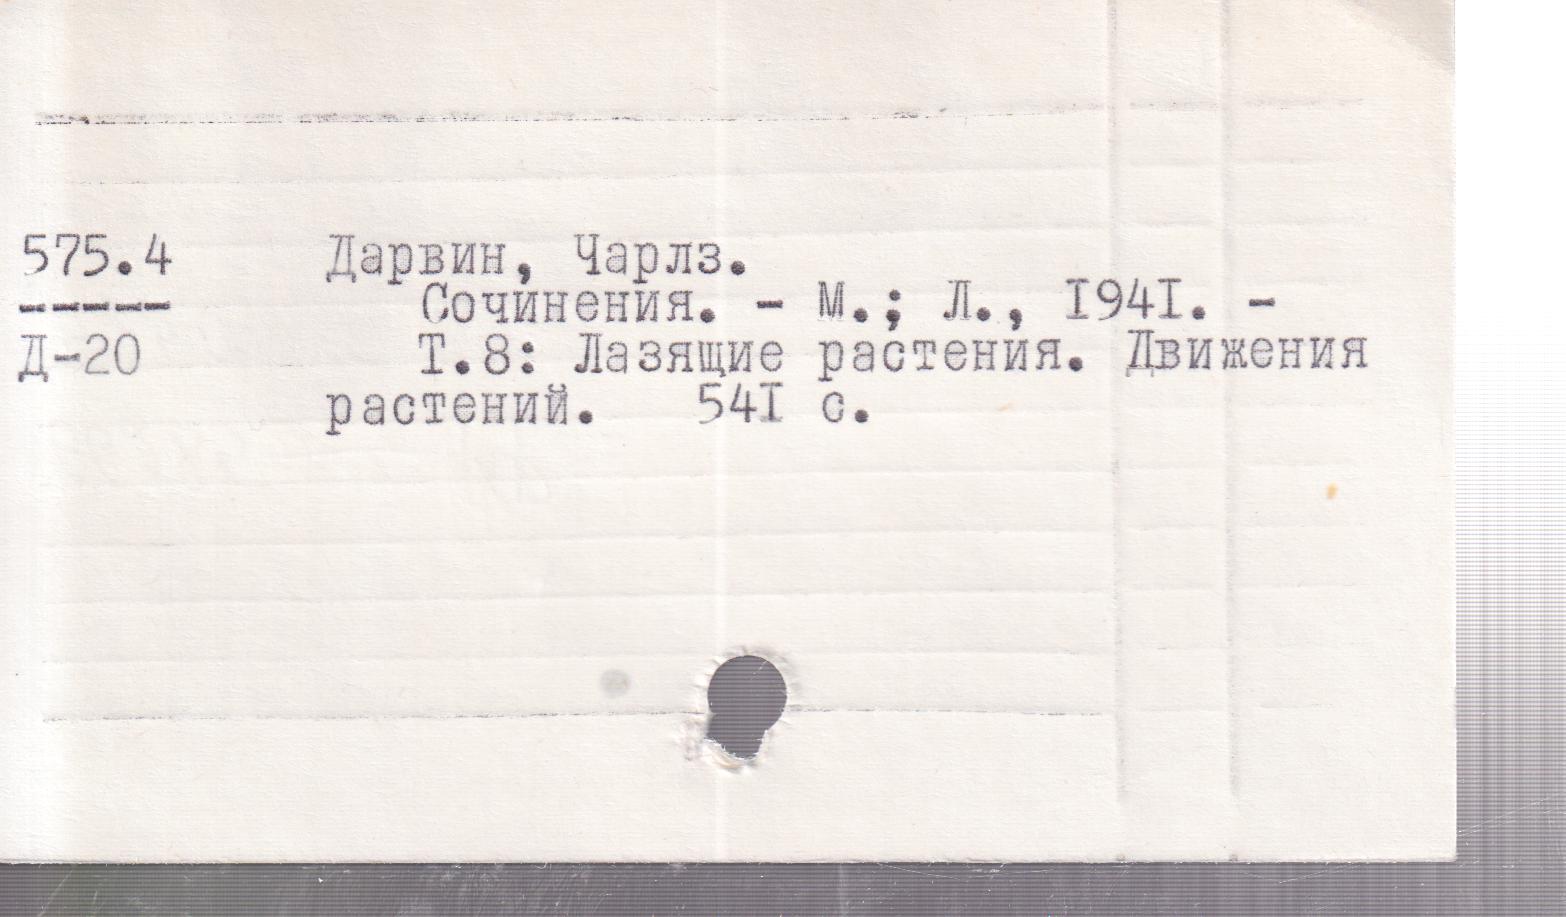 575.4 Дарвин, Чарлз.
----- Сочинения. - М.; Л., I94I. -
Д-20 Т.8: Лазящие растения. Движения
растений. 54I с.